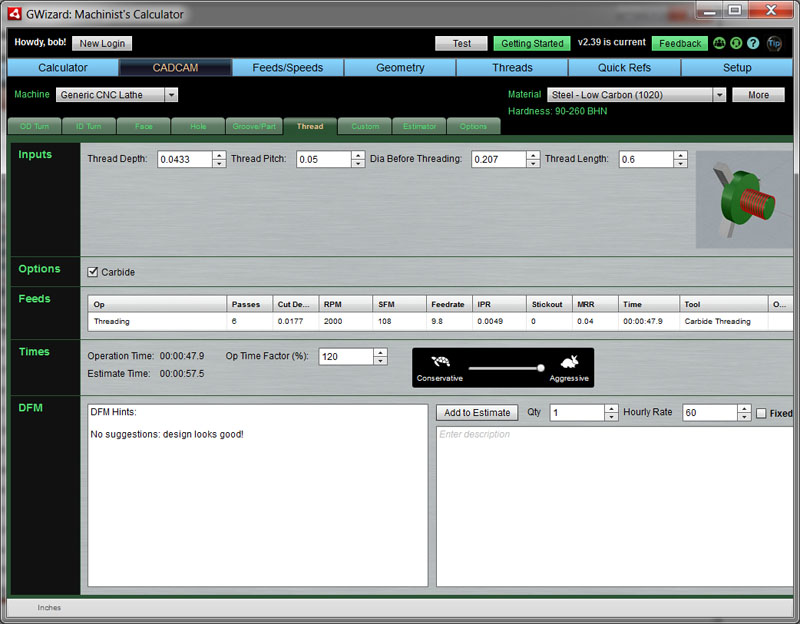 GWizard: Machinist's Calculator
Howdy, bob! New Login Test Getting Started v2.39 is current Feedback ? Tip
Calculator CADCAM Feeds/Speeds Geometry Threads Quick Refs Setup
Machine Generic CNC Lathe Material Steel - Low Carbon (1020) More
Hardness: 90-260 BHN
OD Turn ID Turn Face Hole Groove/Part Thread Custom Estimator Options
Inputs
Thread Depth: 0.0433 Thread Pitch: 0.05 Dia Before Threading: 0.207 Thread Length: 0.6
Options
Carbide
Feeds
Op Passes Cut De... RPM SFM Feedrate IPR Stickout MRR Time Tool O...
Threading 6 0.0177 2000 108 9.8 0.0049 0 0.04 00:00:47.9 Carbide Threading
Times
Operation Time: 00:00:47.9 Op Time Factor (%): 120
Estimate Time: 00:00:57.5
Conservative Aggressive
DFM
DFM Hints:
No suggestions: design looks good!
Add to Estimate Qty 1 Hourly Rate 60 Fixed
Enter description
Inches